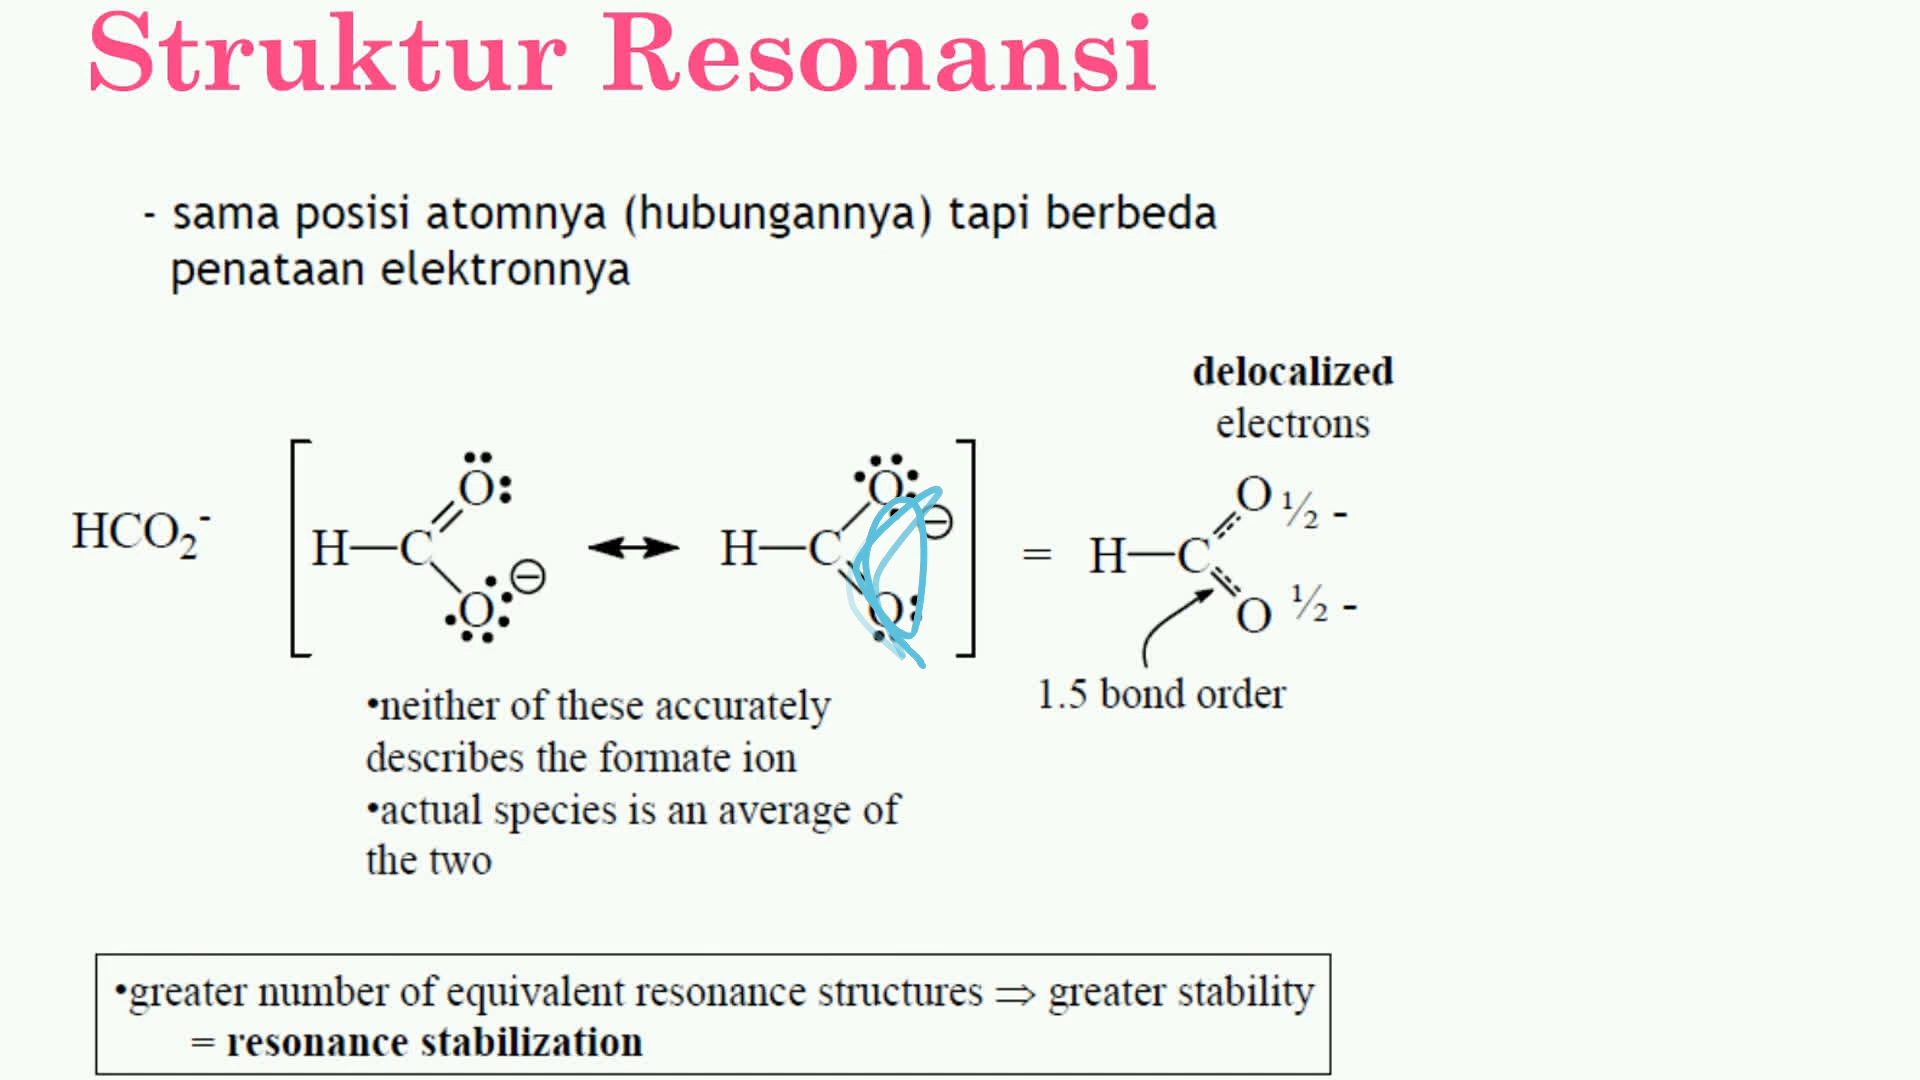 Struktur Resonansi
- sama posisi atomnya (hubungannya) tapi berbeda
penataan elektronnya
delocalized
electrons
HCO₂⁻
H—C
O:
O:
⊖
H—C
O:
O:
⊖
=
H—C
O ½ -
O ½ -
1.5 bond order
•neither of these accurately
describes the formate ion
•actual species is an average of
the two
•greater number of equivalent resonance structures ⇒ greater stability
= resonance stabilization